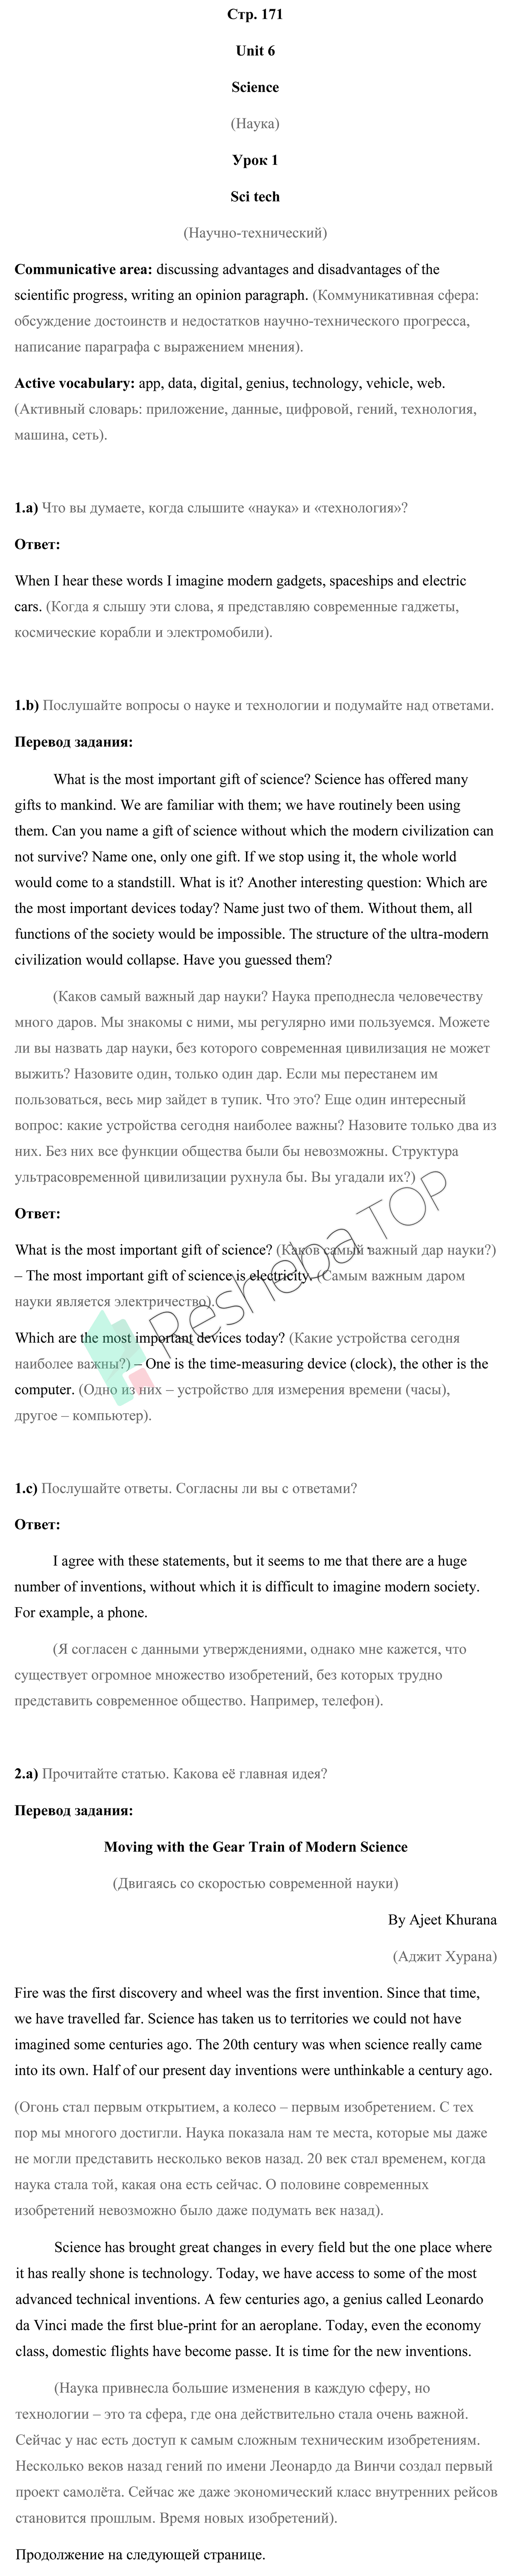 Стр. 171
Unit 6
Science
(Наука)
Урок 1
Sci tech
(Научно-технический)
Communicative area: discussing advantages and disadvantages of the
scientific progress, writing an opinion paragraph. (Коммуникативная сфера:
обсуждение достоинств и недостатков научно-технического прогресса,
написание параграфа с выражением мнения).
Active vocabulary: app, data, digital, genius, technology, vehicle, web.
(Активный словарь: приложение, данные, цифровой, гений, технология,
машина, сеть).
1.a) Что вы думаете, когда слышите «наука» и «технология»?
Ответ:
When I hear these words I imagine modern gadgets, spaceships and electric
cars. (Когда я слышу эти слова, я представляю современные гаджеты,
космические корабли и электромобили).
1.b) Послушайте вопросы о науке и технологии и подумайте над ответами.
Перевод задания:
What is the most important gift of science? Science has offered many
gifts to mankind. We are familiar with them; we have routinely been using
them. Can you name a gift of science without which the modern civilization can
not survive? Name one, only one gift. If we stop using it, the whole world
would come to a standstill. What is it? Another interesting question: Which are
the most important devices today? Name just two of them. Without them, all
functions of the society would be impossible. The structure of the ultra-modern
civilization would collapse. Have you guessed them?
(Каков самый важный дар науки? Наука преподнесла человечеству
много даров. Мы знакомы с ними, мы регулярно ими пользуемся. Можете
ли вы назвать дар науки, без которого современная цивилизация не может
выжить? Назовите один, только один дар. Если мы перестанем им
пользоваться, весь мир зайдет в тупик. Что это? Еще один интересный
вопрос: какие устройства сегодня наиболее важны? Назовите только два из
них. Без них все функции общества были бы невозможны. Структура
ультрасовременной цивилизации рухнула бы. Вы угадали их?)
Ответ:
What is the most important gift of science? (Каков самый важный дар науки?)
– The most important gift of science is electricity. (Самым важным даром
науки является электричество).
Which are the most important devices today? (Какие устройства сегодня
наиболее важны?) – One is the time-measuring device (clock), the other is the
computer. (Одно из них – устройство для измерения времени (часы),
другое – компьютер).
Resheba.TOP
1.c) Послушайте ответы. Согласны ли вы с ответами?
Ответ:
I agree with these statements, but it seems to me that there are a huge
number of inventions, without which it is difficult to imagine modern society.
For example, a phone.
(Я согласен с данными утверждениями, однако мне кажется, что
существует огромное множество изобретений, без которых трудно
представить современное общество. Например, телефон).
2.a) Прочитайте статью. Какова её главная идея?
Перевод задания:
Moving with the Gear Train of Modern Science
(Двигаясь со скоростью современной науки)
By Ajeet Khurana
(Аджит Хурана)
Fire was the first discovery and wheel was the first invention. Since that time,
we have travelled far. Science has taken us to territories we could not have
imagined some centuries ago. The 20th century was when science really came
into its own. Half of our present day inventions were unthinkable a century ago.
(Огонь стал первым открытием, а колесо – первым изобретением. С тех
пор мы многого достигли. Наука показала нам те места, которые мы даже
не могли представить несколько веков назад. 20 век стал временем, когда
наука стала той, какая она есть сейчас. О половине современных
изобретений невозможно было даже подумать век назад).
Science has brought great changes in every field but the one place where
it has really shone is technology. Today, we have access to some of the most
advanced technical inventions. A few centuries ago, a genius called Leonardo
da Vinci made the first blue-print for an aeroplane. Today, even the economy
class, domestic flights have become passe. It is time for the new inventions.
(Наука привнесла большие изменения в каждую сферу, но
технологии – это та сфера, где она действительно стала очень важной.
Сейчас у нас есть доступ к самым сложным техническим изобретениям.
Несколько веков назад гений по имени Леонардо да Винчи создал первый
проект самолёта. Сейчас же даже экономический класс внутренних рейсов
становится прошлым. Время новых изобретений).
Продолжение на следующей странице.